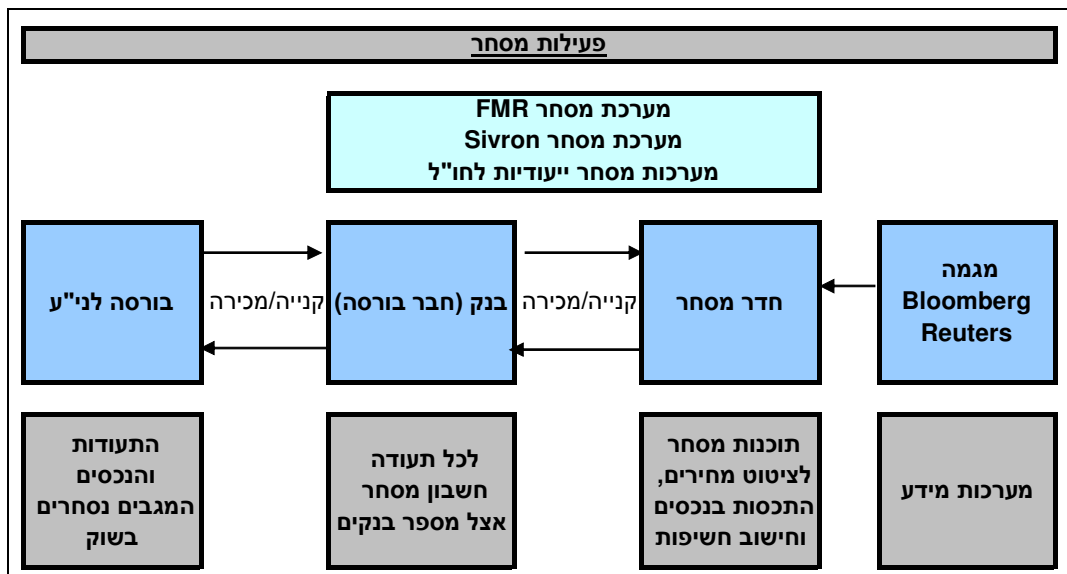 פעילות מסחר
מערכת מסחר FMR
מערכת מסחר Sivron
מערכות מסחר ייעודיות לחו"ל
מגמה
Bloomberg
Reuters
חדר מסחר
קנייה/מכירה
בנק (חבר בורסה)
קנייה/מכירה
בורסה לני"ע
מערכות מידע
תוכנות מסחר
לציטוט מחירים,
התכסות בנכסים
וחישוב חשיפות
לכל תעודה
חשבון מסחר
אצל מספר בנקים
התעודות
והנכסים
המגבים נסחרים
בשוק